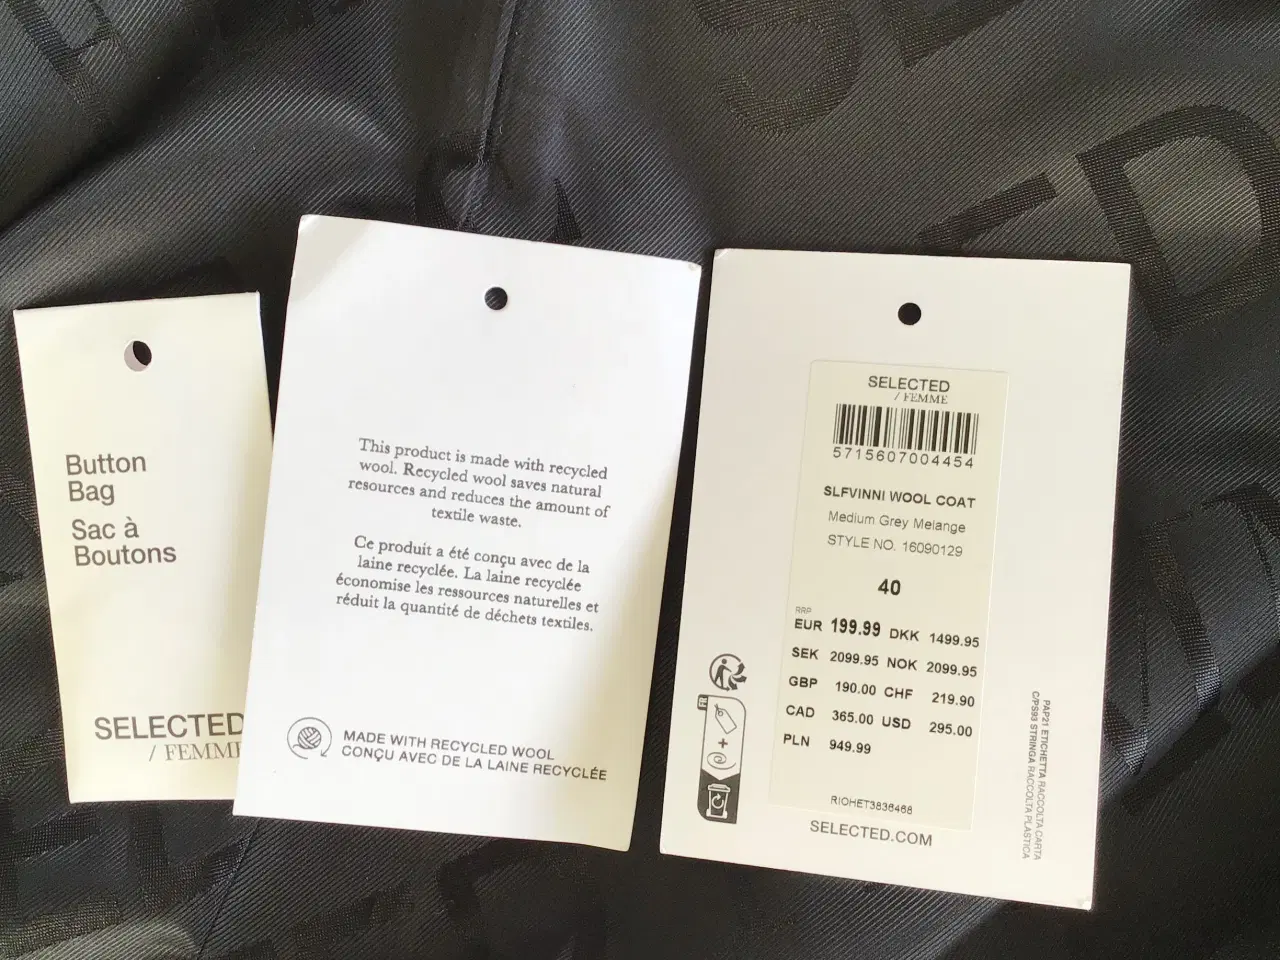 Button
Bag
Sac à
Boutons
SELECTED
/ FEMME
This product is made with recycled
wool. Recycled wool saves natural
resources and reduces the amount of
textile waste.
Ce produit a été conçu avec de la
laine recyclée. La laine recyclée
économise les ressources naturelles et
réduit la quantité de déchets textiles.
MADE WITH RECYCLED WOOL
CONÇU AVEC DE LA LAINE RECYCLÉE
SELECTED
/ FEMME
5715607004454
SLFVINNI WOOL COAT
Medium Grey Melange
STYLE NO. 16090129
40
RRP
EUR 199.99 DKK 1499.95
SEK 2099.95 NOK 2099.95
GBP 190.00 CHF 219.90
CAD 365.00 USD 295.00
PLN 949.99
RIOHET3838468
SELECTED.COM
FR
+
PAP21 ETICHETTA RACCOLTA CARTA
C/PS93 STRINGA RACCOLTA PLASTICA